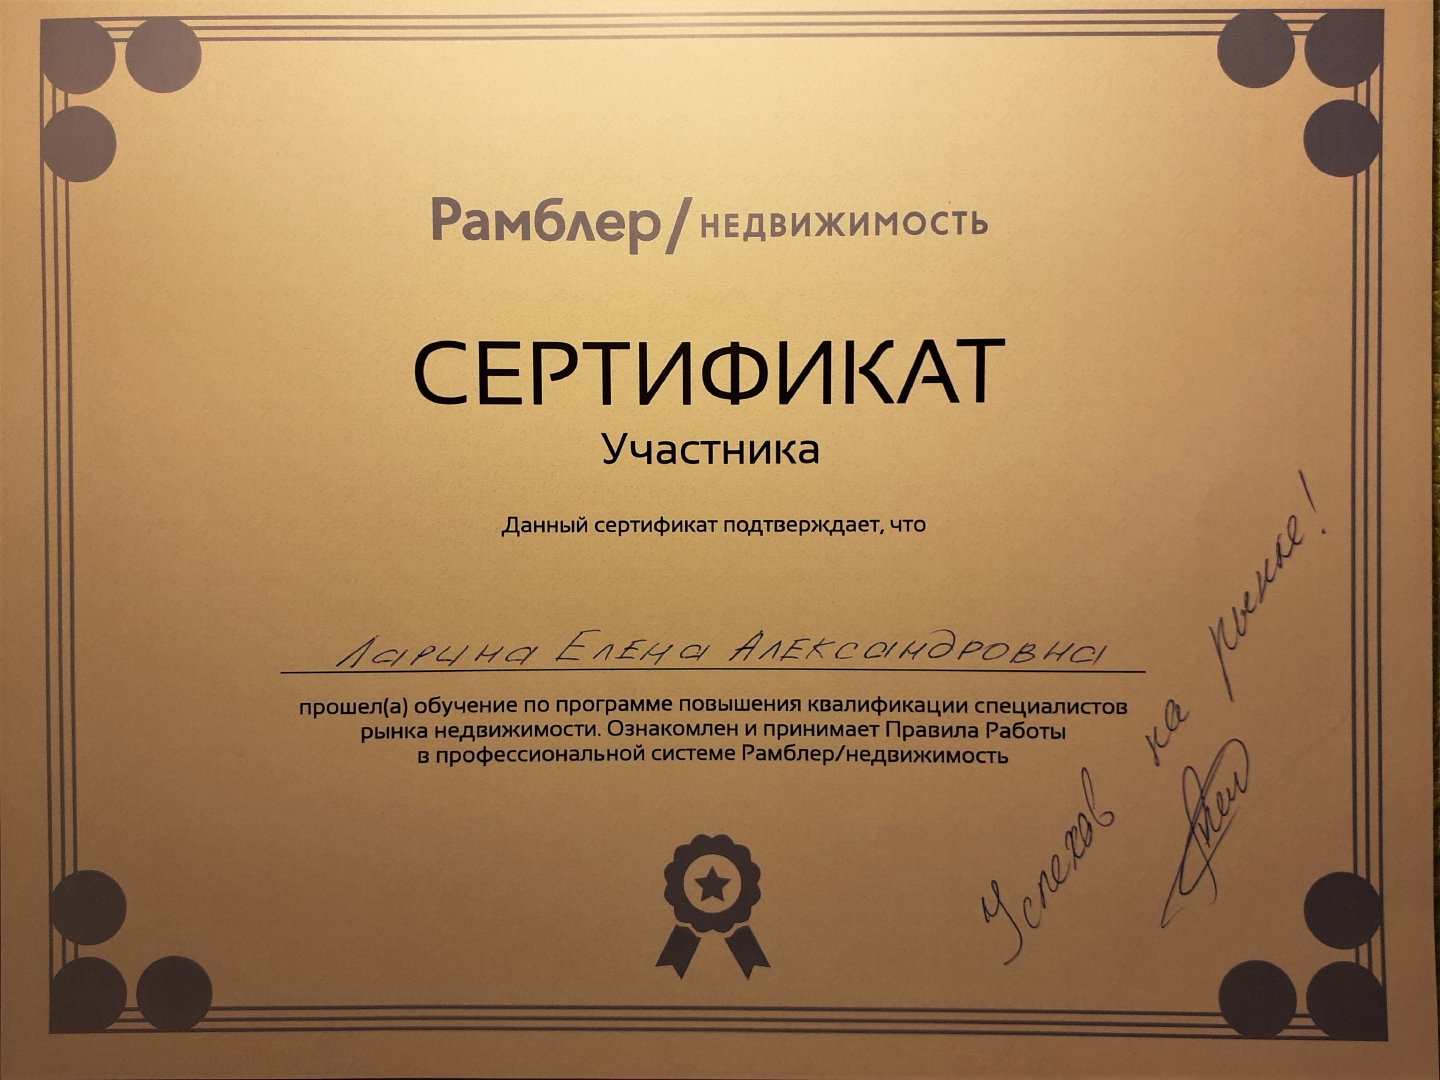 Рамблер/недвижимость
СЕРТИФИКАТ
Участника
Данный сертификат подтверждает, что
Ларина Елена Александровна
прошел(а) обучение по программе повышения квалификации специалистов
рынка недвижимости. Ознакомлен и принимает Правила Работы
в профессиональной системе Рамблер/недвижимость
Успехов на рынке!